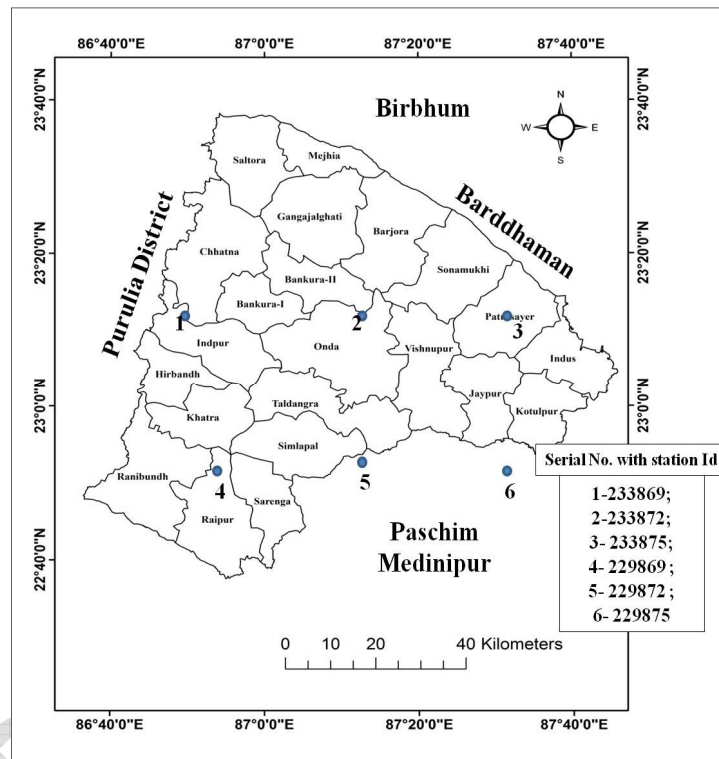 86°40'0"E 87°0'0"E 87°20'0"E 87°40'0"E
23°40'0"N
23°40'0"N
Birbhum
N
W E
S
Mejhia
Saltora
Purulia District
Gangajalghati
Barjora
Barddhaman
Chhatna
23°20'0"N
23°20'0"N
Sonamukhi
Bankura-II
Bankura-I
1
2
3
Indpur
Onda
Vishnupur
Indus
Hirbandh
Jaypur
Taldangra
Kotulpur
23°0'0"N
23°0'0"N
Khatra
Simlapal
Ranibundh
4
5
6
Sarenga
Raipur
Serial No. with station Id
1-233869;
2-233872;
3- 233875;
4- 229869;
5- 229872 ;
6- 229875
Paschim
Medinipur
22°40'0"N
0 10 20 40 Kilometers
86°40'0"E 87°0'0"E 87°20'0"E 87°40'0"E